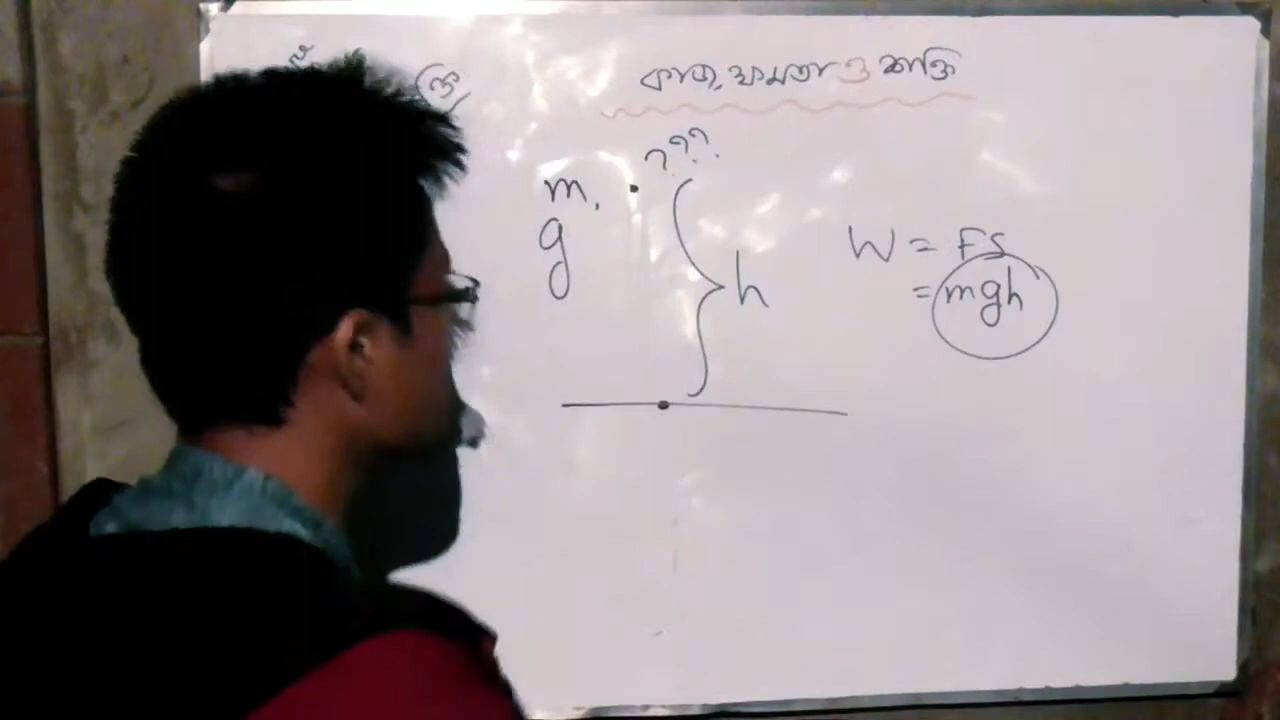 কাজ, ক্ষমতা ও শক্তি
???
m,
g
h
W = FS
= mgh